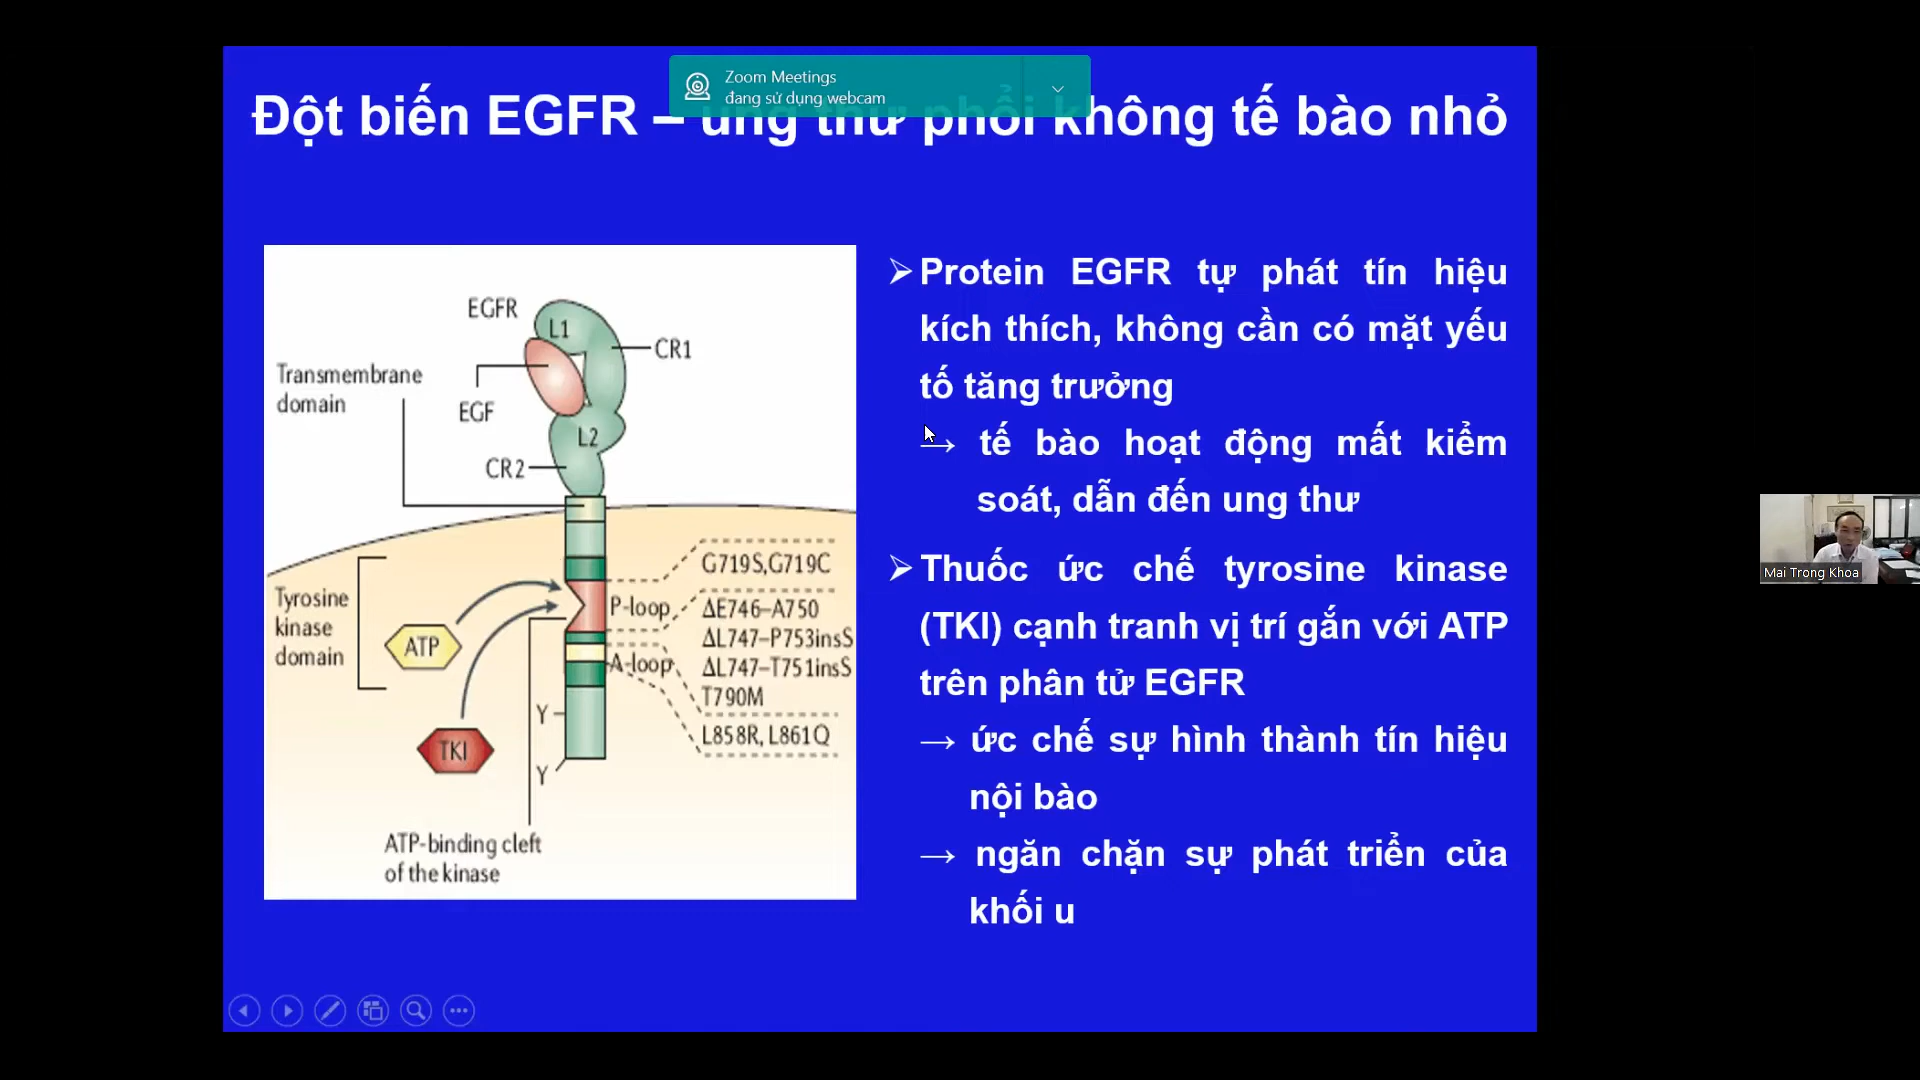 Zoom Meetings
đang sử dụng webcam
Đột biến EGFR – ung thư phổi không tế bào nhỏ
EGFR
L1
CR1
Transmembrane
domain
EGF
L2
CR2
Tyrosine
kinase
domain
ATP
TKI
P-loop
A-loop
Y
Y
G719S,G719C
ΔE746–A750
ΔL747–P753insS
ΔL747–T751insS
T790M
L858R, L861Q
ATP-binding cleft
of the kinase
➢Protein EGFR tự phát tín hiệu
kích thích, không cần có mặt yếu
tố tăng trưởng
→ tế bào hoạt động mất kiểm
soát, dẫn đến ung thư
➢Thuốc ức chế tyrosine kinase
(TKI) cạnh tranh vị trí gắn với ATP
trên phân tử EGFR
→ ức chế sự hình thành tín hiệu
nội bào
→ ngăn chặn sự phát triển của
khối u
Mai Trong Khoa